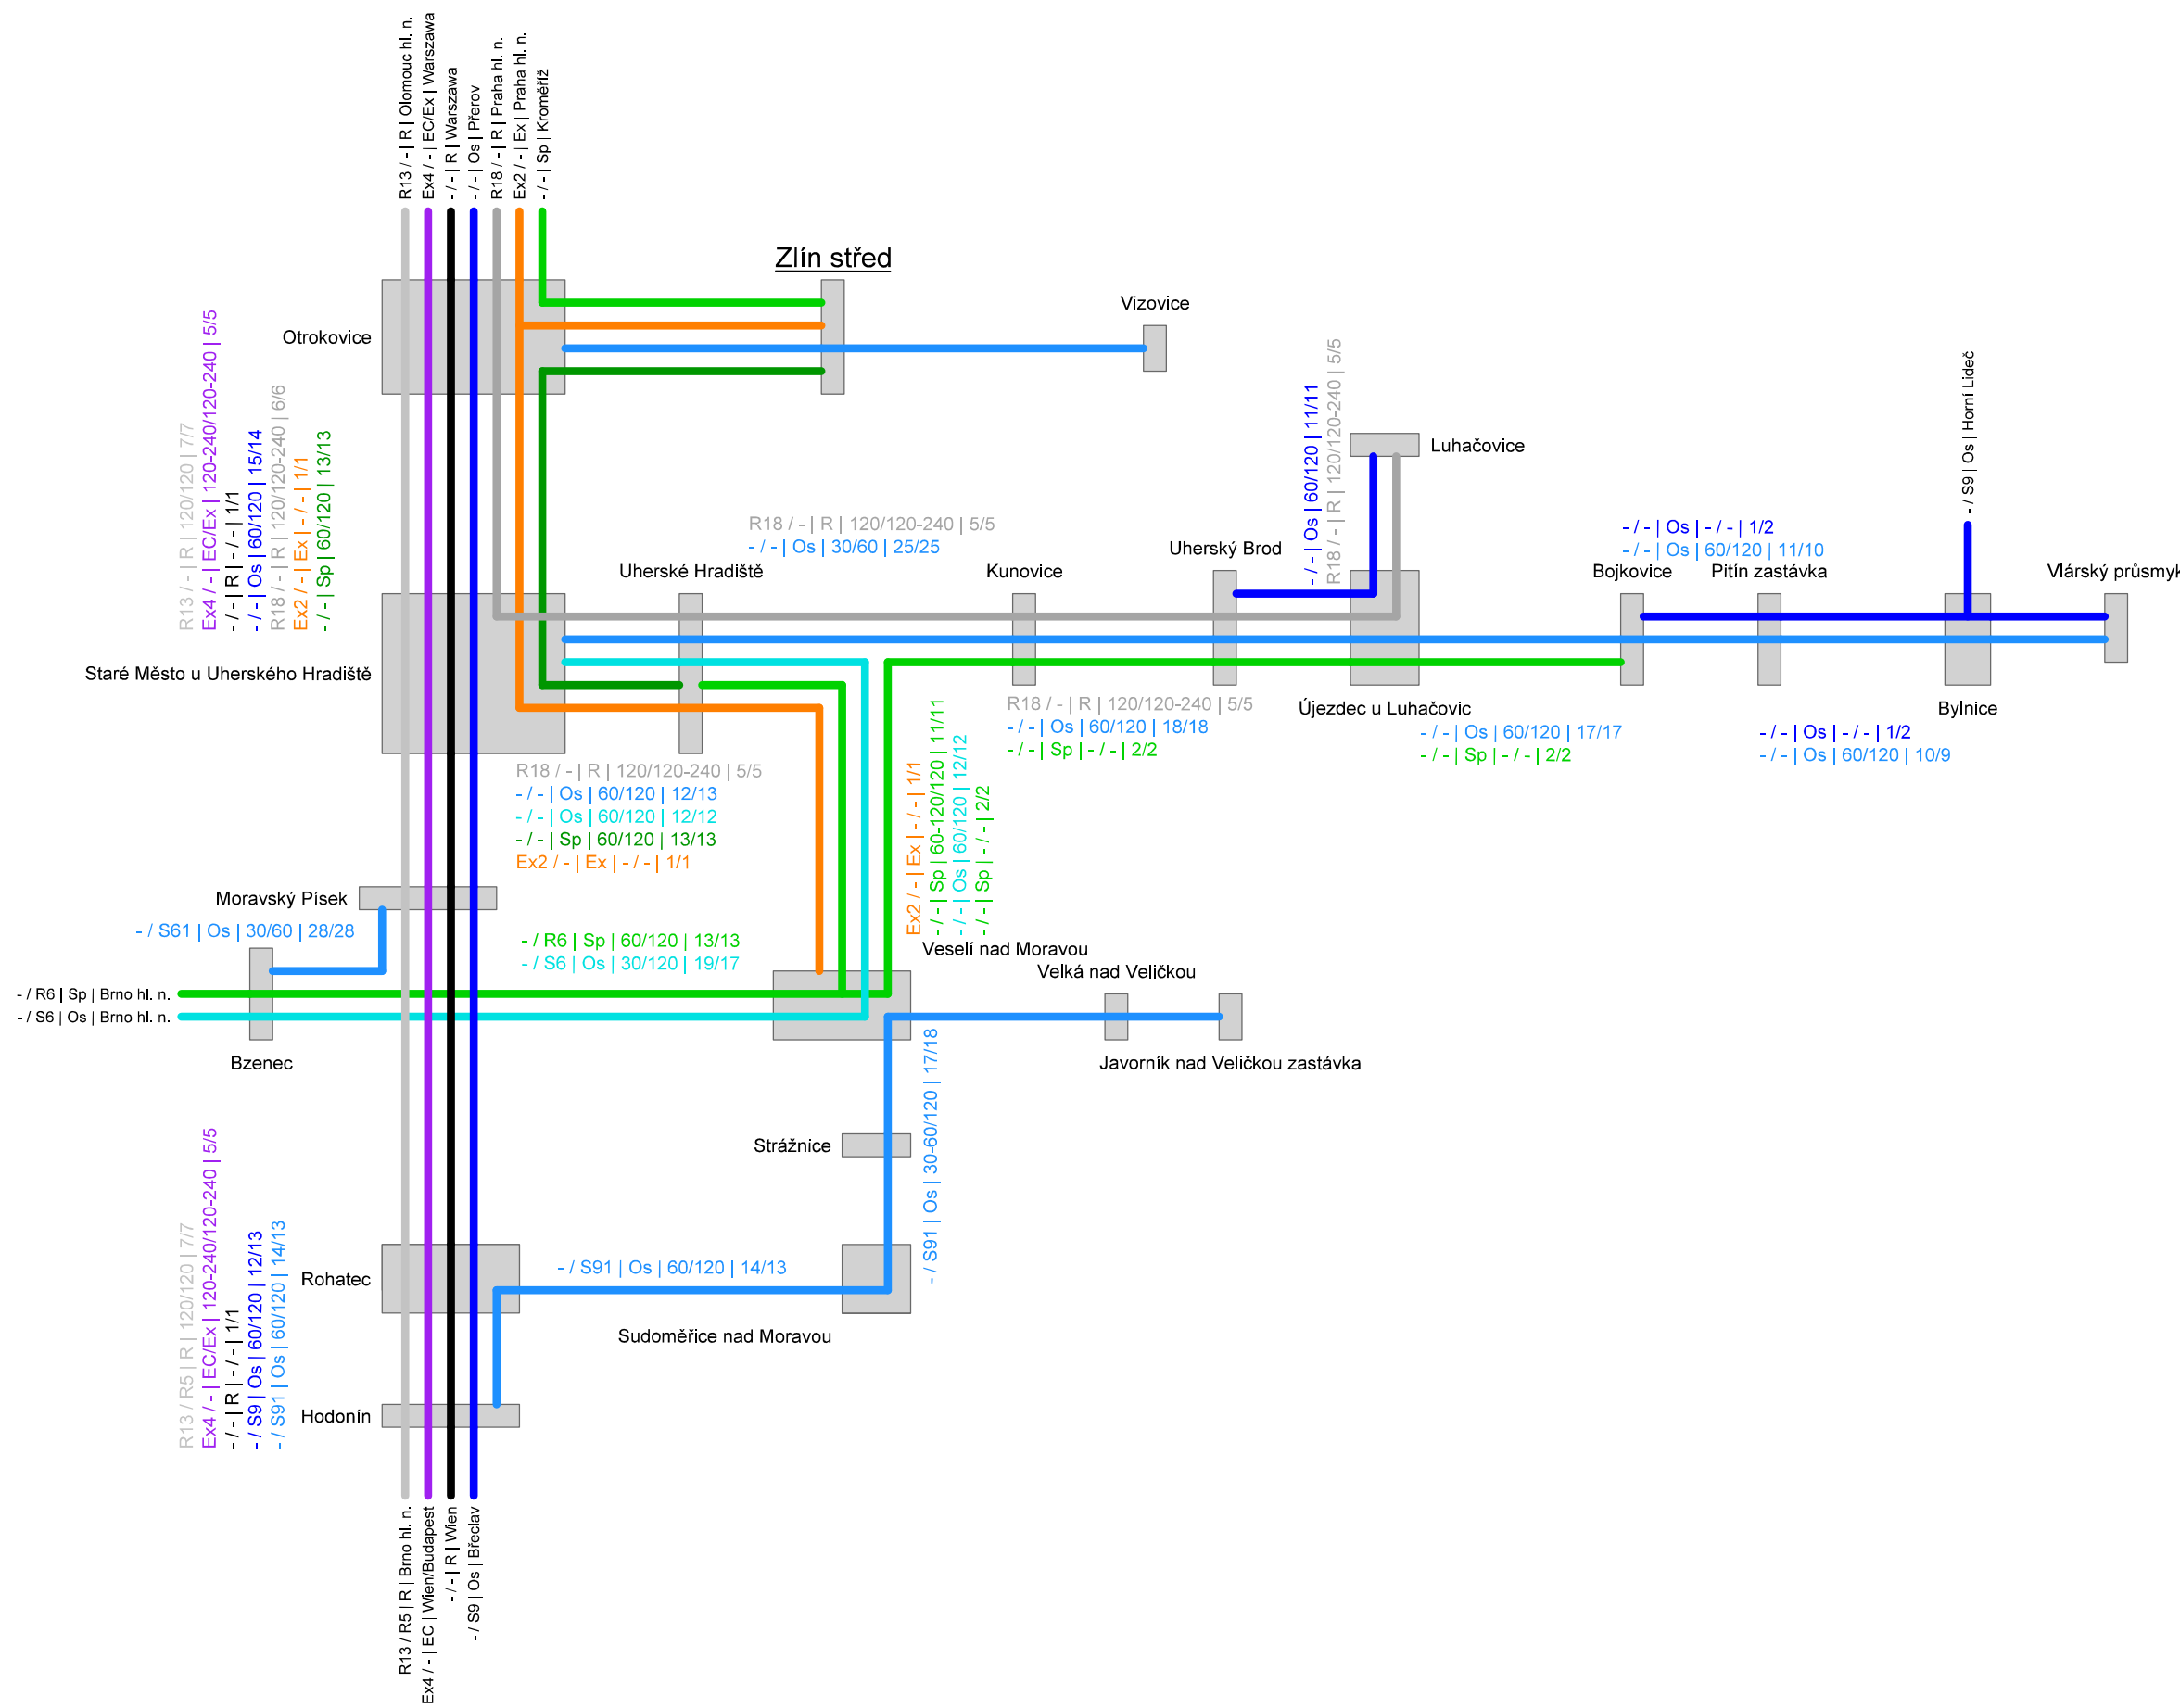 R13 / - | R | Olomouc hl. n.
Ex4 / - | EC/Ex | Warszawa
- / - | R | Warszawa
- / - | Os | Přerov
R18 / - | R | Praha hl. n.
Ex2 / - | Ex | Praha hl. n.
- / - | Sp | Kroměříž
Zlín střed
Vizovice
Otrokovice
R13 / - | R | 120/120 | 7/7
Ex4 / - | EC/Ex | 120-240/120-240 | 5/5
- / - | R | - / - | 1/1
- / - | Os | 60/120 | 15/14
R18 / - | R | 120/120-240 | 6/6
Ex2 / - | Ex | - / - | 1/1
- / - | Sp | 60/120 | 13/13
- / - | Os | 60/120 | 11/11
R18 / - | R | 120/120-240 | 5/5
Luhačovice
- / S9 | Os | Horní Lideč
R18 / - | R | 120/120-240 | 5/5
- / - | Os | 30/60 | 25/25
- / - | Os | - / - | 1/2
- / - | Os | 60/120 | 11/10
Uherské Hradiště
Kunovice
Uherský Brod
Bojkovice
Pitín zastávka
Vlárský průsmyk
Staré Město u Uherského Hradiště
Újezdec u Luhačovic
Bylnice
R18 / - | R | 120/120-240 | 5/5
- / - | Os | 60/120 | 18/18
- / - | Sp | - / - | 2/2
- / - | Os | 60/120 | 17/17
- / - | Sp | - / - | 2/2
- / - | Os | - / - | 1/2
- / - | Os | 60/120 | 10/9
R18 / - | R | 120/120-240 | 5/5
- / - | Os | 60/120 | 12/13
- / - | Os | 60/120 | 12/12
- / - | Sp | 60/120 | 13/13
Ex2 / - | Ex | - / - | 1/1
Ex2 / - | Ex | - / - | 1/1
- / - | Sp | 60-120/120 | 11/11
- / - | Os | 60/120 | 12/12
- / - | Sp | - / - | 2/2
Moravský Písek
- / S61 | Os | 30/60 | 28/28
- / R6 | Sp | 60/120 | 13/13
- / S6 | Os | 30/120 | 19/17
Veselí nad Moravou
Velká nad Veličkou
- / R6 | Sp | Brno hl. n.
- / S6 | Os | Brno hl. n.
Bzenec
Javorník nad Veličkou zastávka
- / S91 | Os | 30-60/120 | 17/18
Strážnice
R13 / R5 | R | 120/120 | 7/7
Ex4 / - | EC/Ex | 120-240/120-240 | 5/5
- / - | R | - / - | 1/1
- / S9 | Os | 60/120 | 12/13
- / S91 | Os | 60/120 | 14/13
Rohatec
- / S91 | Os | 60/120 | 14/13
Sudoměřice nad Moravou
Hodonín
R13 / R5 | R | Brno hl. n.
Ex4 / - | EC | Wien/Budapest
- / - | R | Wien
- / S9 | Os | Břeclav